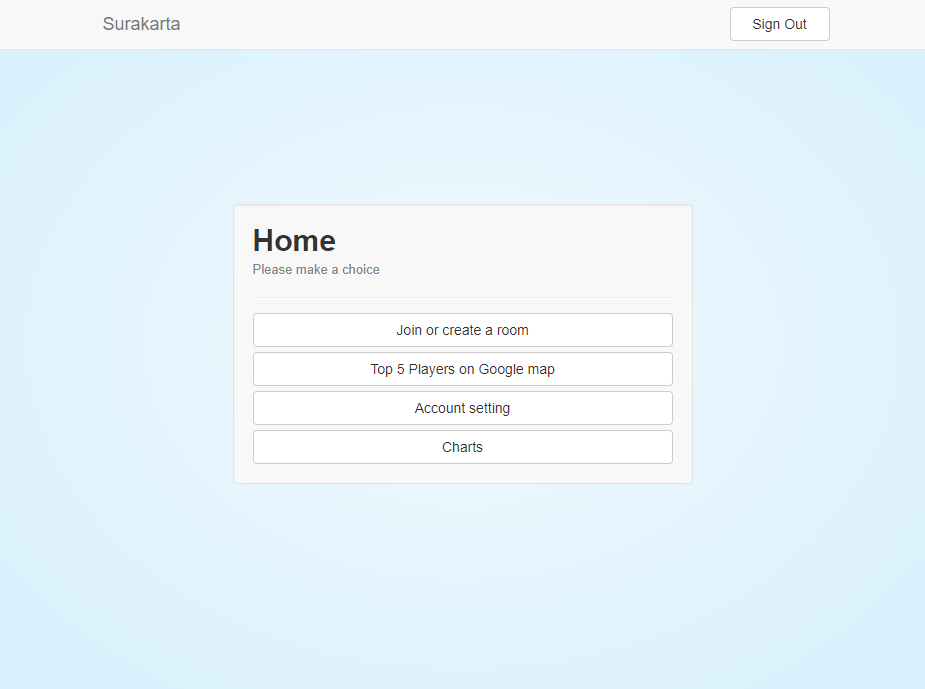 Surakarta
Sign Out
Home
Please make a choice
Join or create a room
Top 5 Players on Google map
Account setting
Charts